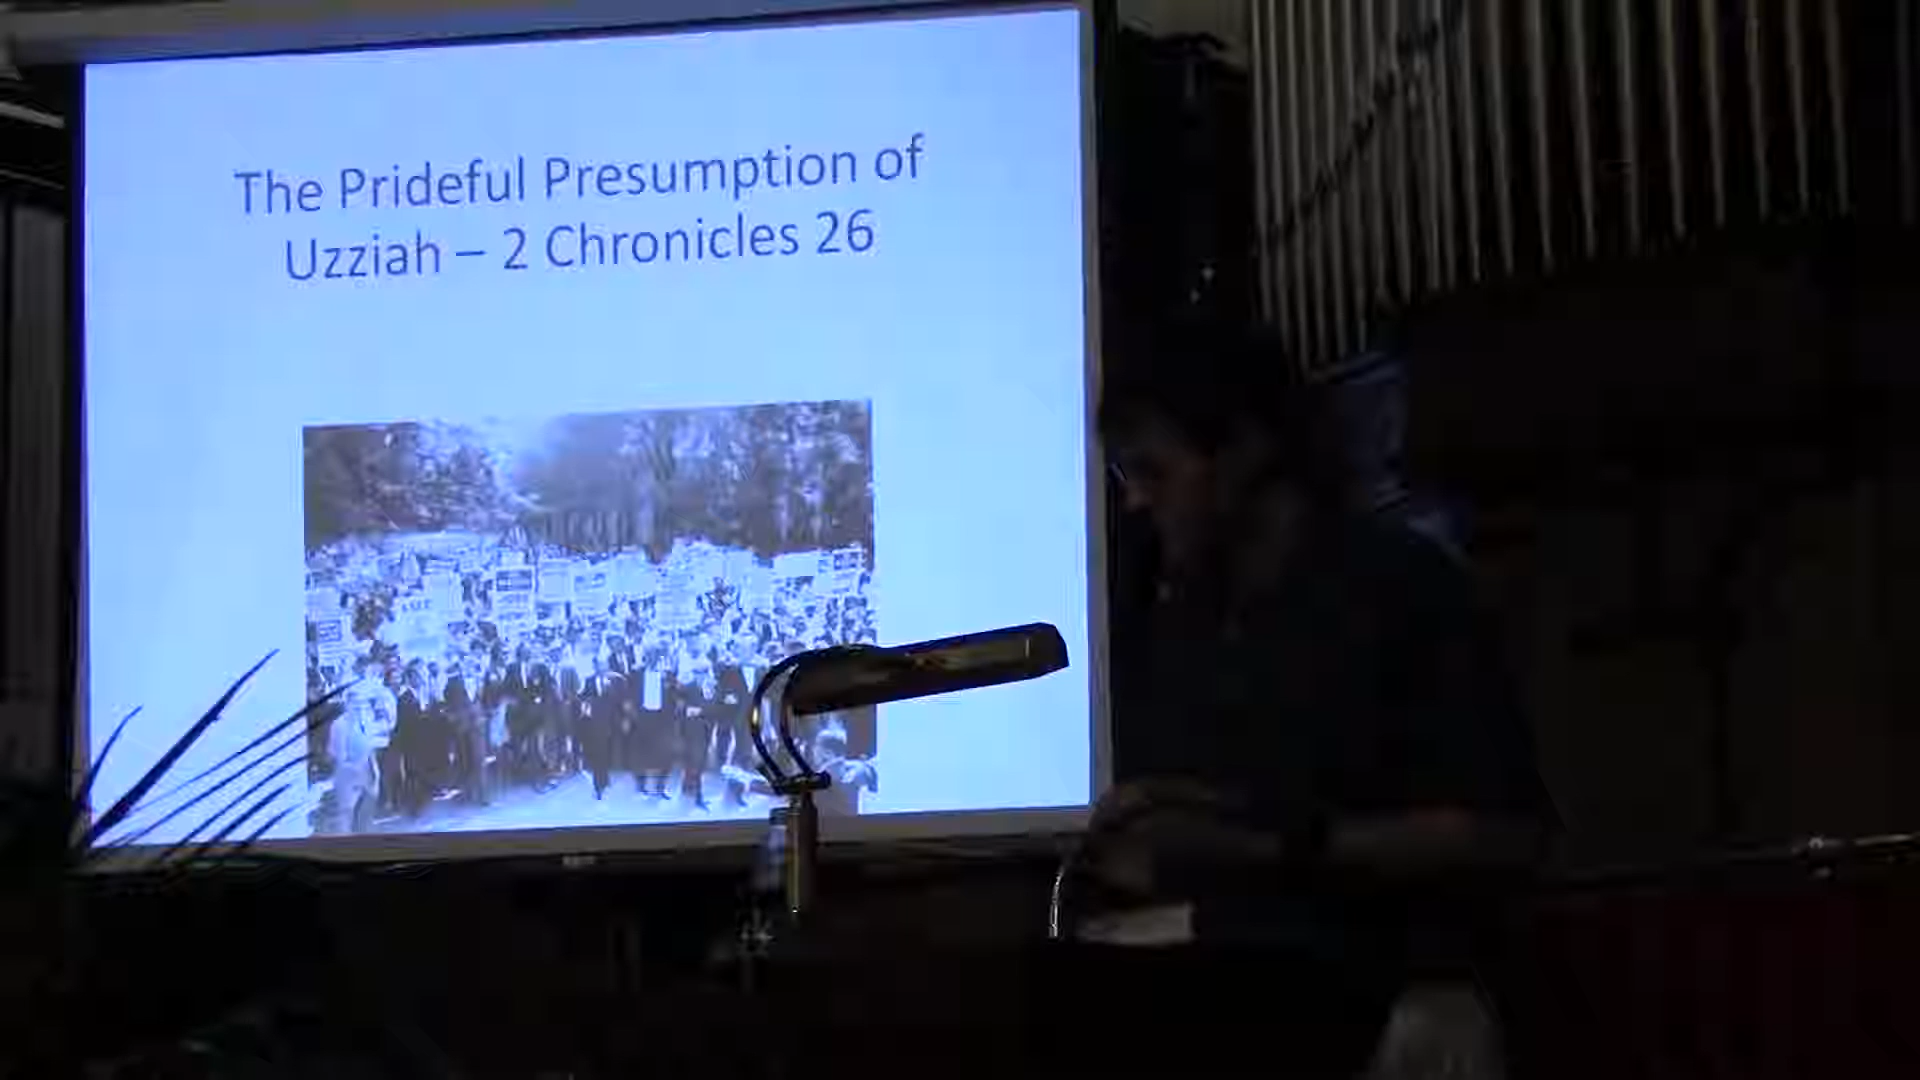 The Prideful Presumption of
Uzziah – 2 Chronicles 26